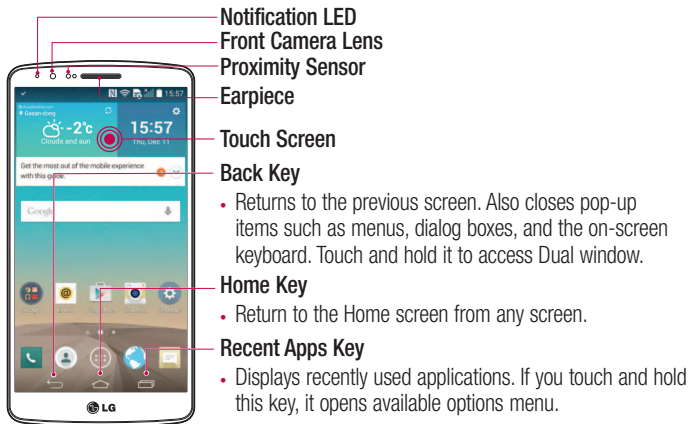 Notification LED
Front Camera Lens
Proximity Sensor
Earpiece
Touch Screen
Back Key
• Returns to the previous screen. Also closes pop-up
items such as menus, dialog boxes, and the on-screen
keyboard. Touch and hold it to access Dual window.
Home Key
• Return to the Home screen from any screen.
Recent Apps Key
• Displays recently used applications. If you touch and hold
this key, it opens available options menu.
15:57
Gasan-dong
-2°c
Clouds and sun
15:57
Thu, Dec 11
Get the most out of the mobile experience
with this guide.
Google
LG